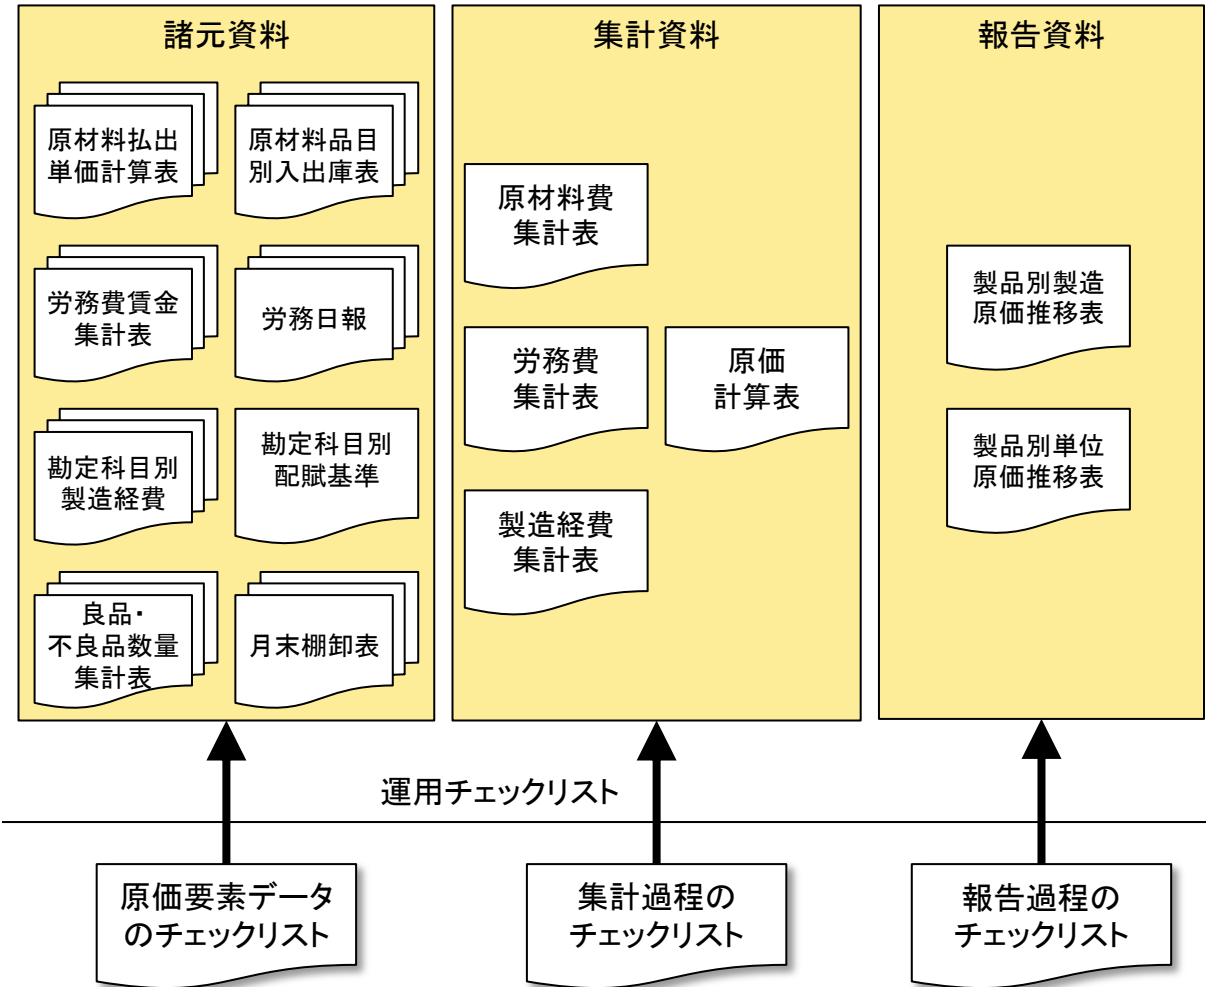 諸元資料
原材料払出
単価計算表
原材料品目
別入出庫表
労務費賃金
集計表
労務日報
勘定科目別
製造経費
勘定科目別
配賦基準
良品・
不良品数量
集計表
月末棚卸表
集計資料
原材料費
集計表
労務費
集計表
原価
計算表
製造経費
集計表
報告資料
製品別製造
原価推移表
製品別単位
原価推移表
運用チェックリスト
原価要素データ
のチェックリスト
集計過程の
チェックリスト
報告過程の
チェックリスト